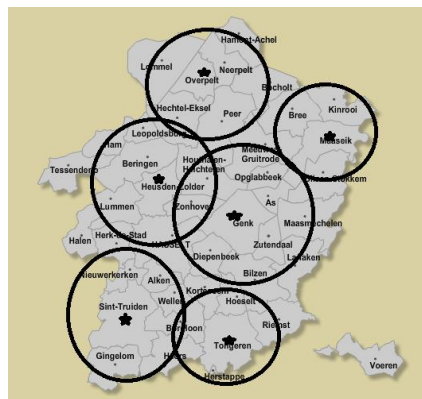 Hamont-Achel
Lommel
Neerpelt
Overpelt
Bocholt
Hechtel-Eksel
Peer
Bree
Kinrooi
Leopoldsburg
Maaseik
Ham
Meeuwen
Gruitrode
Beringen
Houthalen
Helchteren
Tessenderlo
Opglabbeek
Heusden Zolder
Lummen
Zonhoven
As
Genk
Maasmechelen
Halen
Herk-de-Stad
HASSELT
Zutendaal
Diepenbeek
Lanaken
Nieuwerkerken
Alken
Bilzen
Kortessem
Wellen
Hoeselt
Sint-Truiden
Borgloon
Riemst
Tongeren
Gingelom
Heers
Herstappe
Voeren